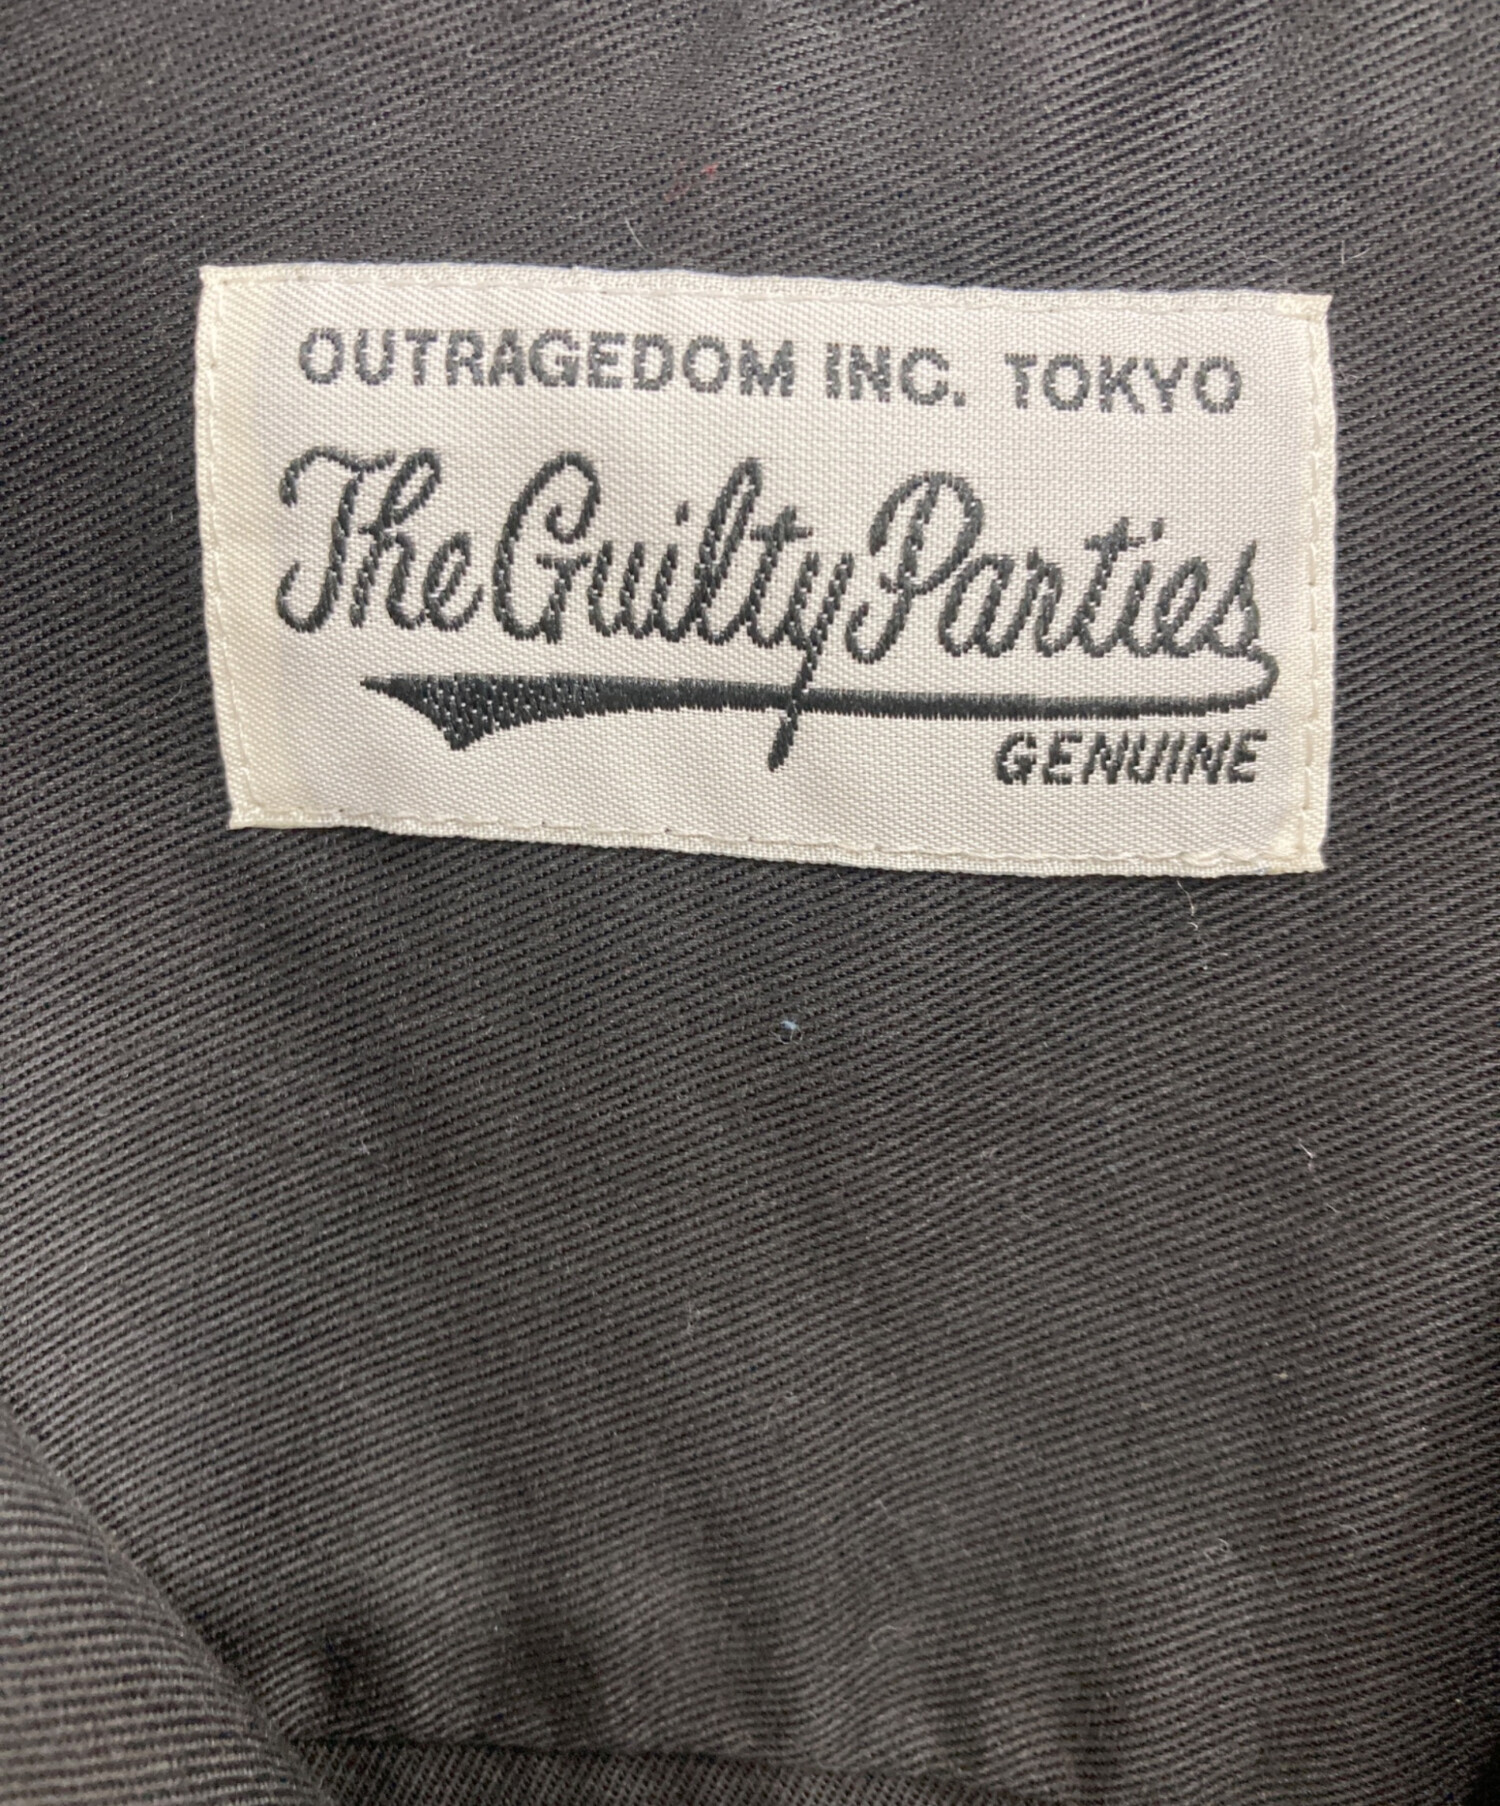 OUTRAGEDOM INC. TOKYO
The Guilty Parties
GENUINE